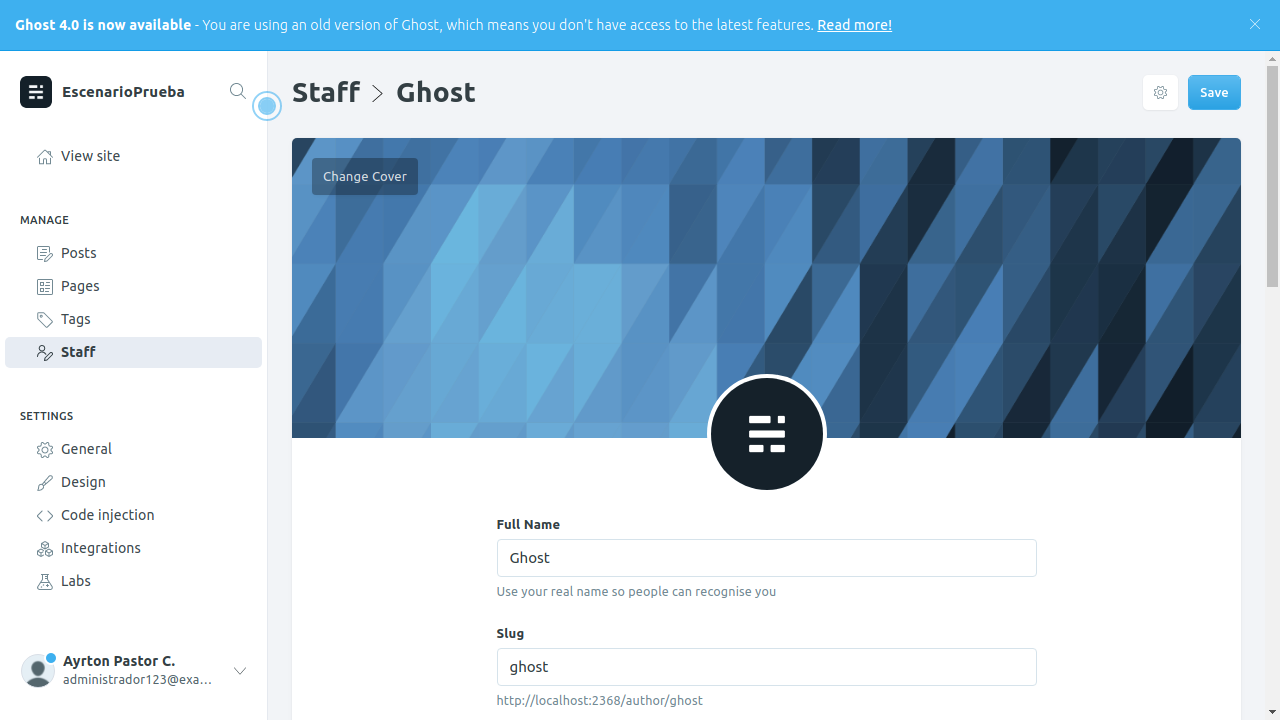 Ghost 4.0 is now available - You are using an old version of Ghost, which means you don't have access to the latest features. Read more!
EscenarioPrueba
View site
MANAGE
Posts
Pages
Tags
Staff
SETTINGS
General
Design
Code injection
Integrations
Labs
Ayrton Pastor C.
administrador123@exa...
Staff > Ghost
Save
Change Cover
Full Name
Ghost
Use your real name so people can recognise you
Slug
ghost
http://localhost:2368/author/ghost